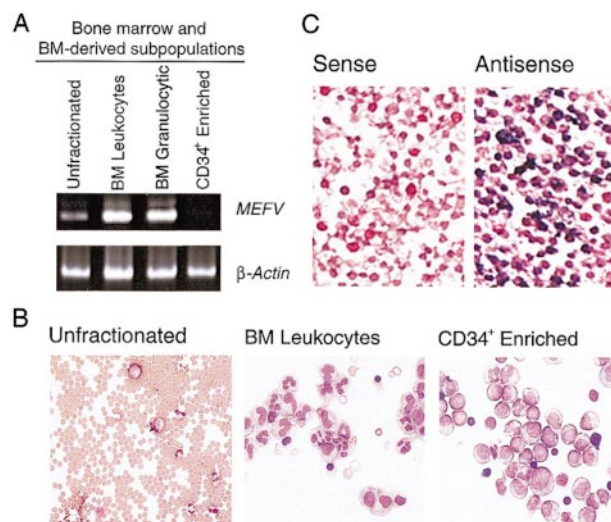 A
Bone marrow and
BM-derived subpopulations
Unfractionated
BM Leukocytes
BM Granulocytic
CD34⁺ Enriched
MEFV
β-Actin
C
Sense
Antisense
B
Unfractionated
BM Leukocytes
CD34⁺ Enriched